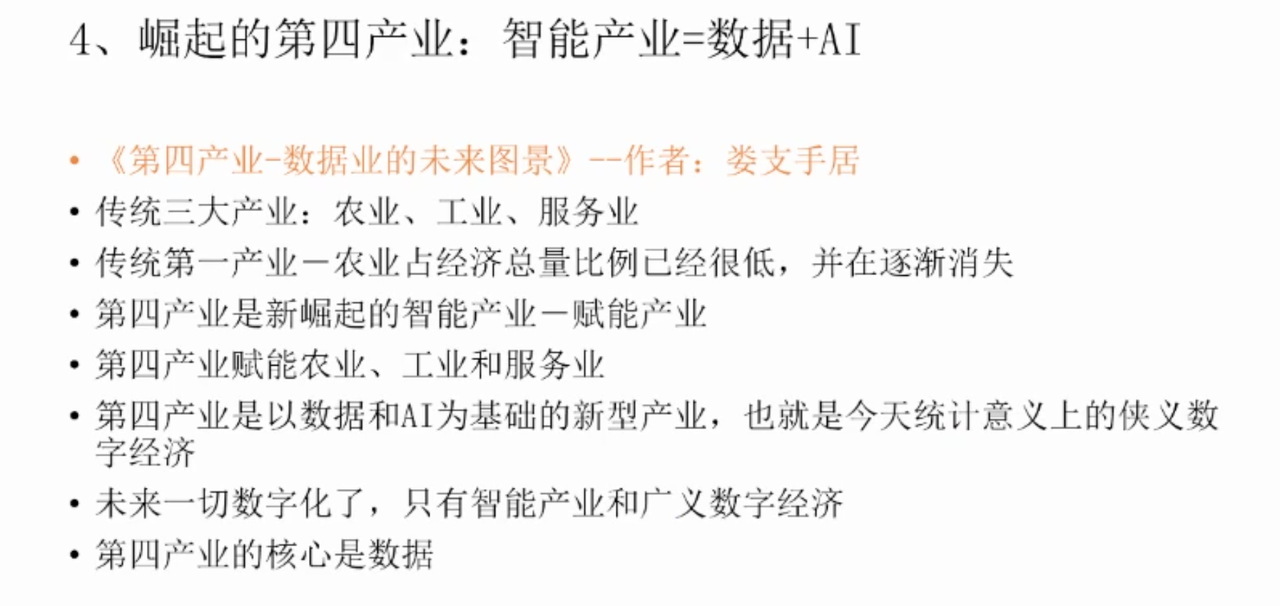 4、崛起的第四产业：智能产业=数据+AI
• 《第四产业-数据业的未来图景》--作者：娄支手居
• 传统三大产业：农业、工业、服务业
• 传统第一产业－农业占经济总量比例已经很低，并在逐渐消失
• 第四产业是新崛起的智能产业－赋能产业
• 第四产业赋能农业、工业和服务业
• 第四产业是以数据和AI为基础的新型产业，也就是今天统计意义上的侠义数
字经济
• 未来一切数字化了，只有智能产业和广义数字经济
• 第四产业的核心是数据